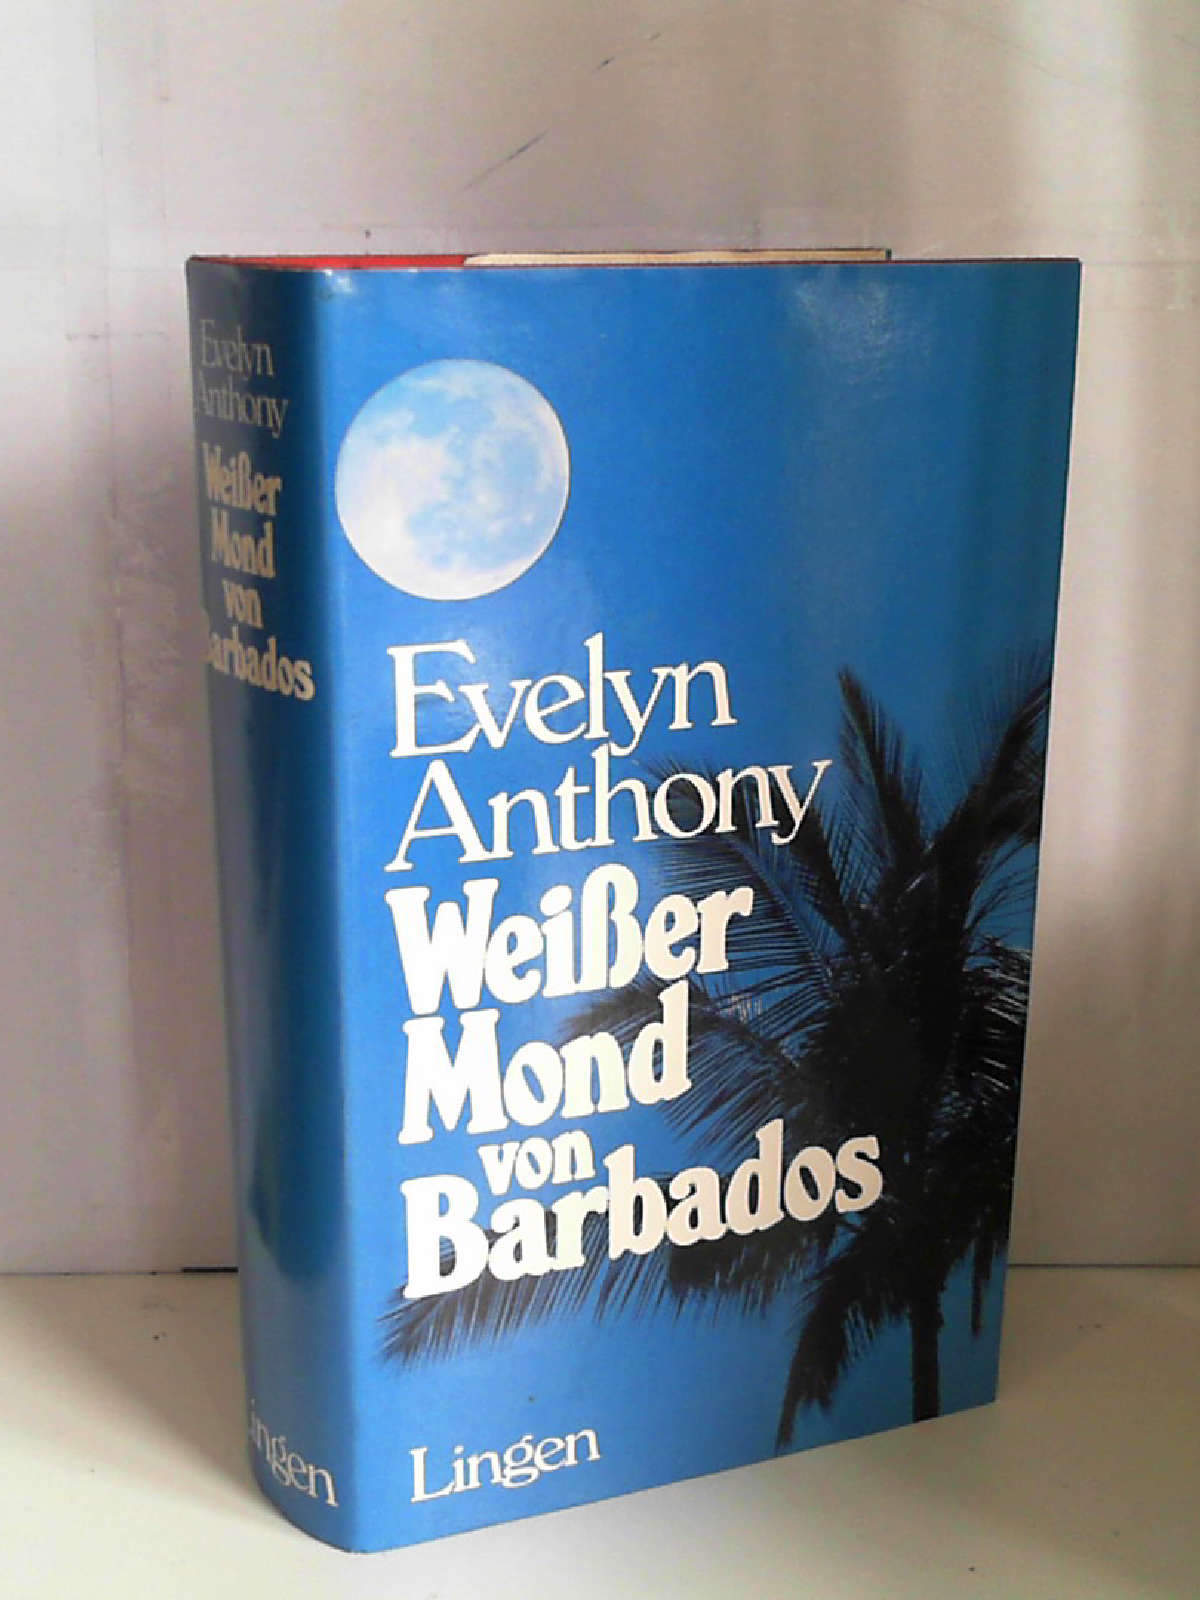 Evelyn
Anthony
Weißer
Mond
von
Barbados
Lingen
Evelyn
Anthony
Weißer
Mond
von
Barbados
Lingen